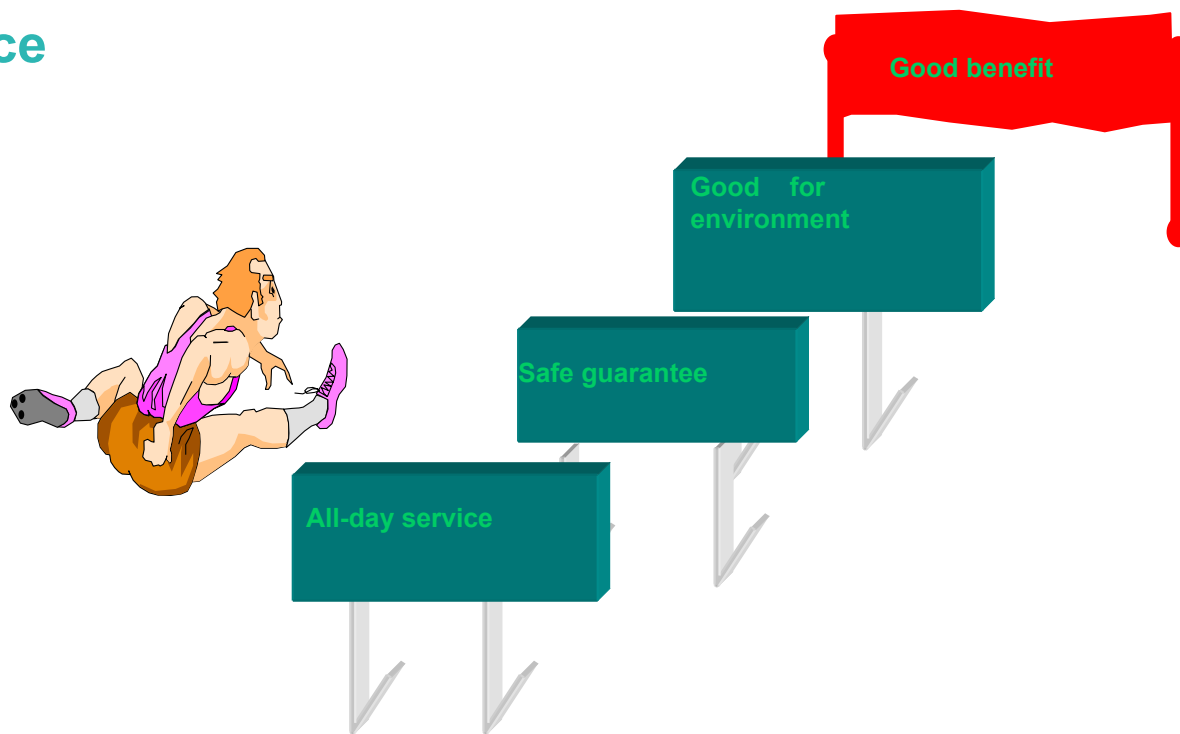 ce
Good benefit
Good for
environment
Safe guarantee
All-day service